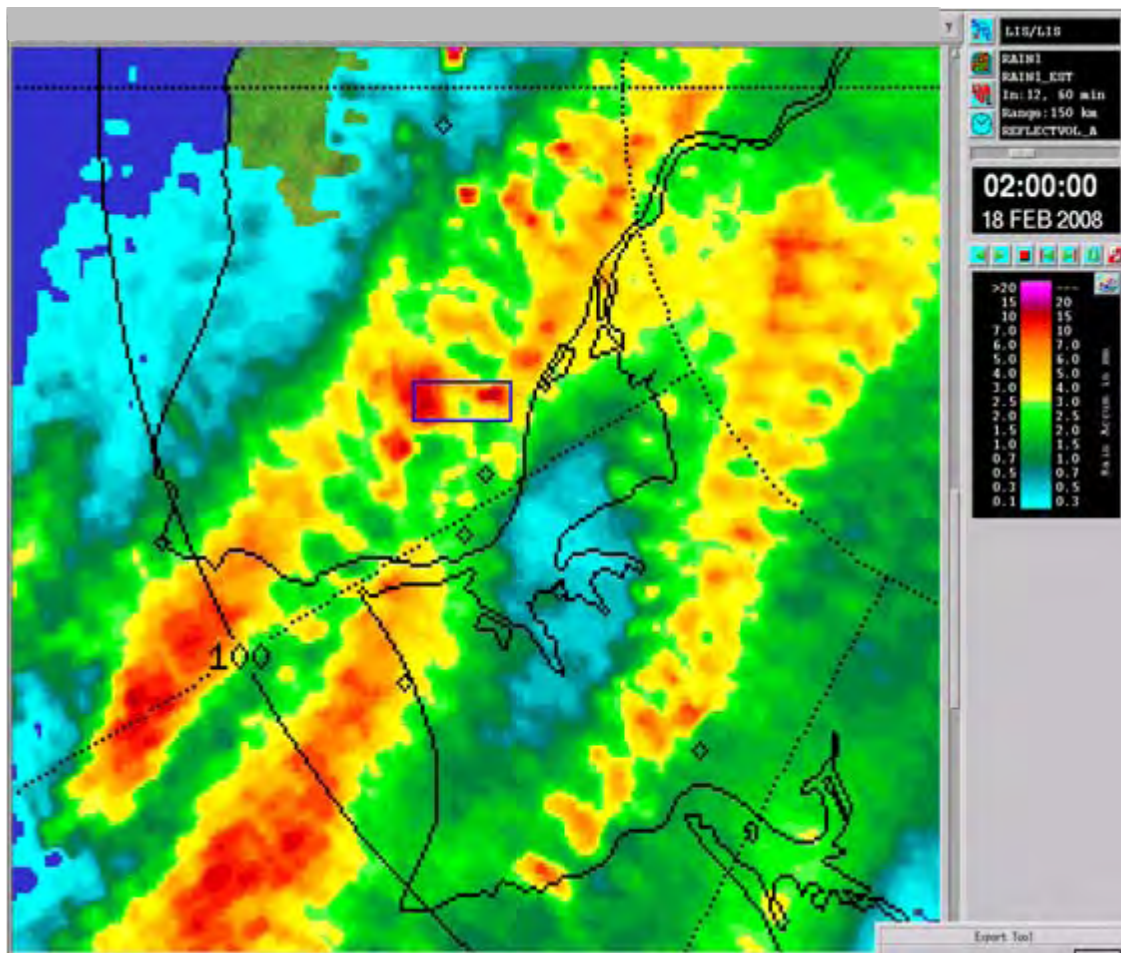 LIS/LIS
RAIN1
RAIN1_EST
In:12, 60 min
Range:150 km
REFLECTVOL_A
02:00:00
18 FEB 2008
>20 ---
15 20
10 15
7.0 10
6.0 7.0
5.0 6.0
4.0 5.0
3.0 4.0
2.5 3.0
2.0 2.5
1.5 2.0
1.0 1.5
0.7 1.0
0.5 0.7
0.3 0.5
0.1 0.3
Rain Accum in mm
100
Export Tool